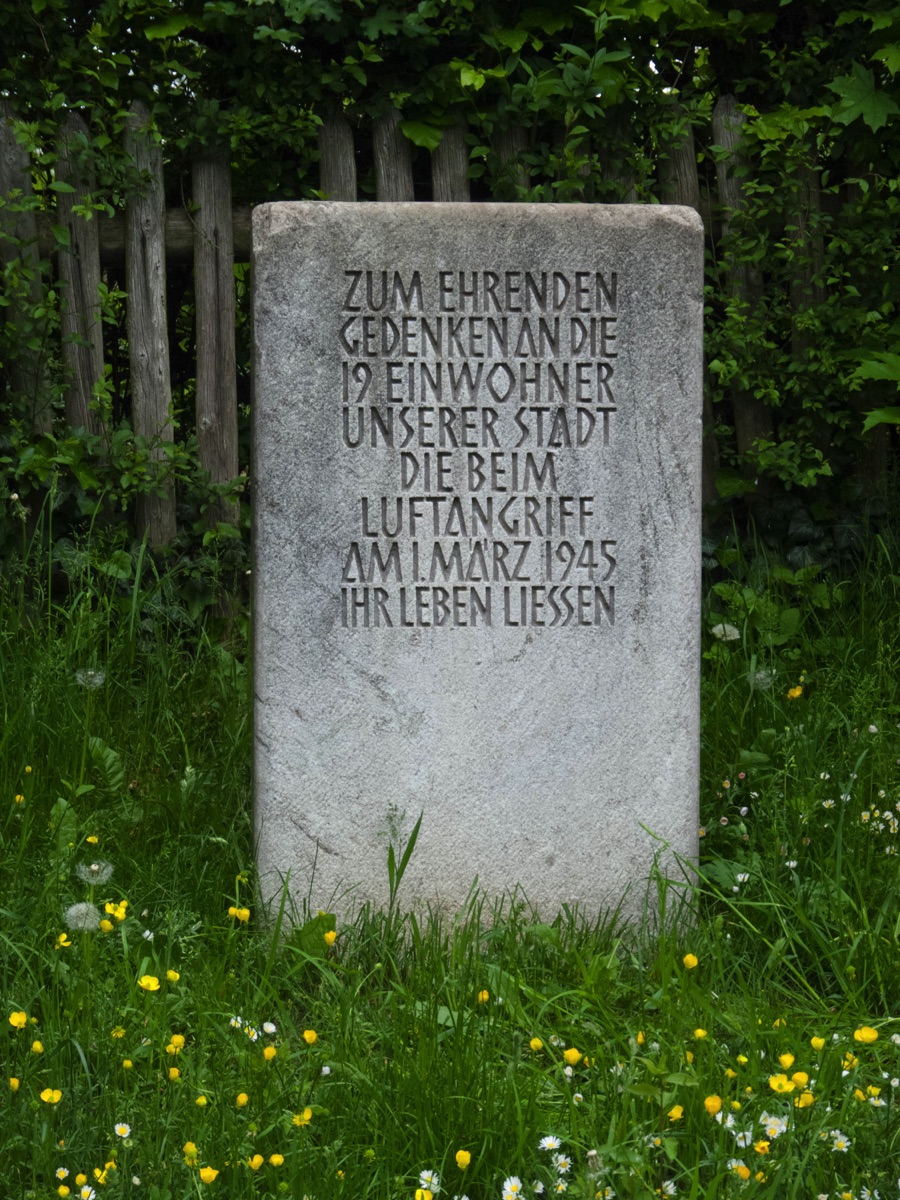 ZUM EHRENDEN
GEDENKEN AN DIE
19 EINWOHNER
UNSERER STADT
DIE BEIM
LUFTANGRIFF
AM 1. MÄRZ 1945
IHR LEBEN LIESSEN